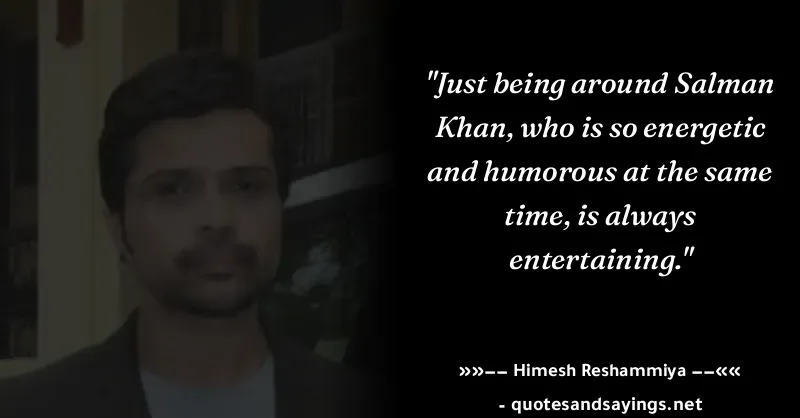 "Just being around Salman
Khan, who is so energetic
and humorous at the same
time, is always
entertaining."
»»–– Himesh Reshammiya ––««
- quotesandsayings.net